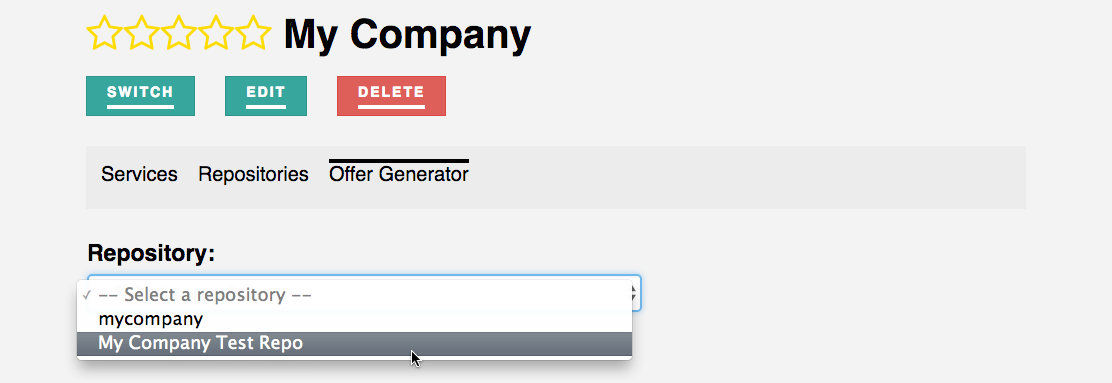 My Company
SWITCH EDIT DELETE
Services Repositories Offer Generator
Repository:
-- Select a repository --
mycompany
My Company Test Repo